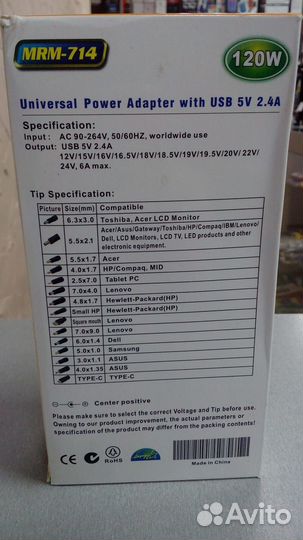 MRM-714
120W
Universal Power Adapter with USB 5V 2.4A
Specification:
Input: AC 90-264V, 50/60HZ, worldwide use
Output: USB 5V 2.4A
12V/15V/16V/16.5V/18V/18.5V/19V/19.5V/20V/22V/
24V, 6A max.
Tip Specification:
Picture Size(mm) Compatible
6.3x3.0 Toshiba, Acer LCD Monitor
5.5x2.1 Acer/Asus/Gateway/Toshiba/HP/Compaq/IBM/Lenovo/
Dell, LCD Monitors, LCD TV, LED products and other
electronic equipment.
5.5x1.7 Acer
4.0x1.7 HP/Compaq, MID
2.5x7.0 Tablet PC
7.0x4.0 Lenovo
4.8x1.7 Hewlett-Packard(HP)
Small HP Hewlett-Packard(HP)
Square mouth Lenovo
7.0x9.0 Lenovo
6.0x1.4 Dell
5.0x1.0 Samsung
3.0x1.1 ASUS
4.0x1.35 ASUS
TYPE-C TYPE-C
Center positive
Please make sure to select the correct Voltage and Tip before use.
Owning to our product improvement, the actual parameters or
specification of product may differ from this content.
CE
RoHS
Made in China
Avito